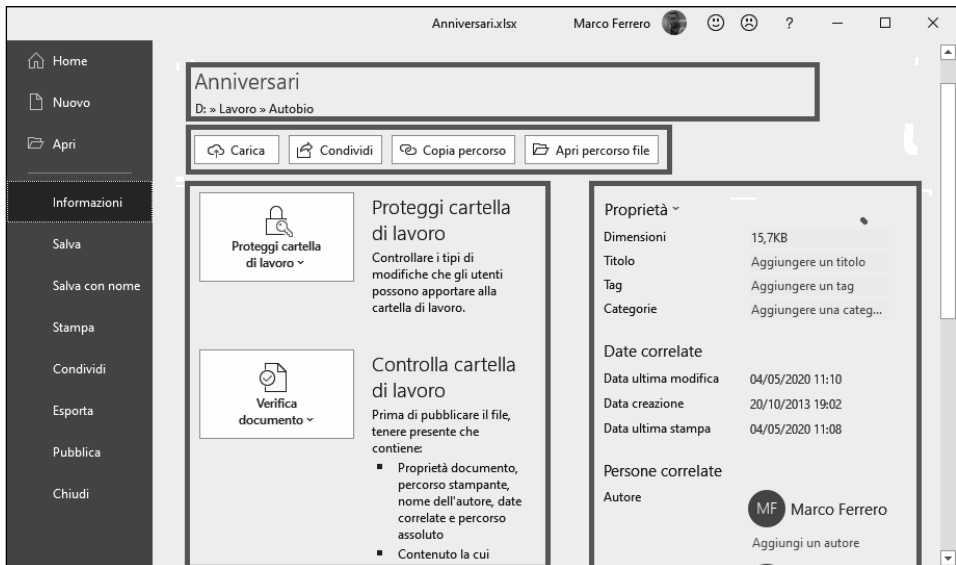 Anniversari.xlsx
Marco Ferrero
?
Home
Nuovo
Apri
Informazioni
Salva
Salva con nome
Stampa
Condividi
Esporta
Pubblica
Chiudi
Anniversari
D: » Lavoro » Autobio
Carica
Condividi
Copia percorso
Apri percorso file
Proteggi cartella
di lavoro
Proteggi cartella
di lavoro
Controllare i tipi di
modifiche che gli utenti
possono apportare alla
cartella di lavoro.
Verifica
documento
Controlla cartella
di lavoro
Prima di pubblicare il file,
tenere presente che
contiene:
▪ Proprietà documento,
percorso stampante,
nome dell'autore, date
correlate e percorso
assoluto
▪ Contenuto la cui
Proprietà
Dimensioni 15,7KB
Titolo Aggiungere un titolo
Tag Aggiungere un tag
Categorie Aggiungere una categ...
Date correlate
Data ultima modifica 04/05/2020 11:10
Data creazione 20/10/2013 19:02
Data ultima stampa 04/05/2020 11:08
Persone correlate
Autore
MF Marco Ferrero
Aggiungi un autore